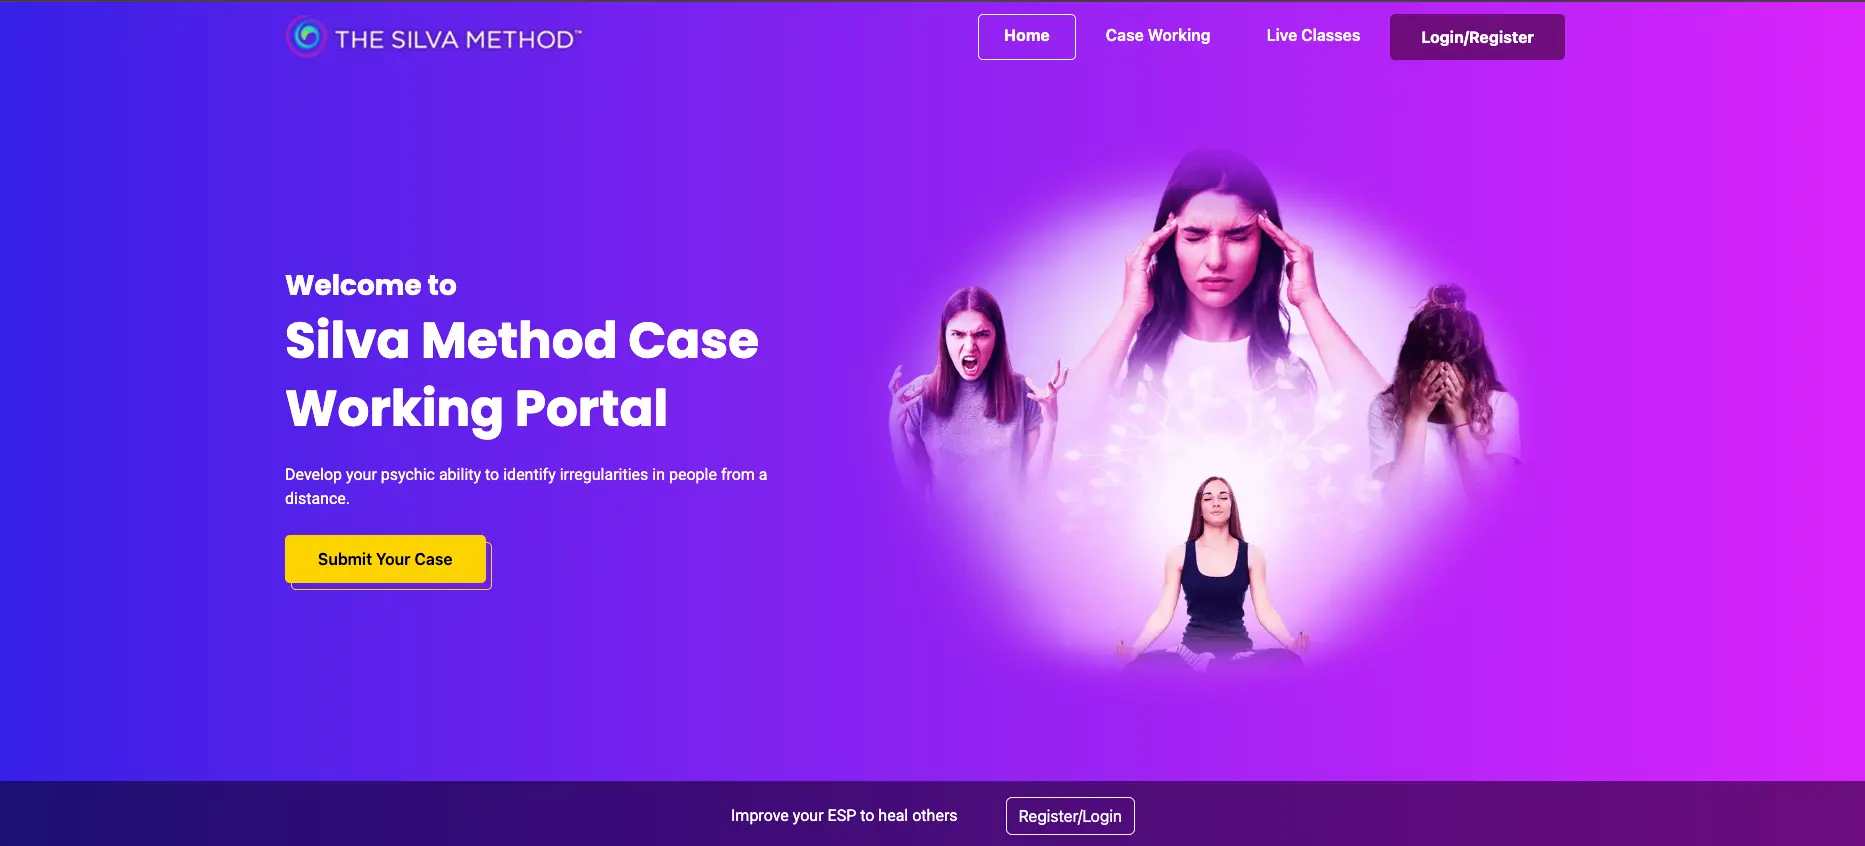 THE SILVA METHOD™
Home
Case Working
Live Classes
Login/Register
Welcome to
Silva Method Case
Working Portal
Develop your psychic ability to identify irregularities in people from a
distance.
Submit Your Case
Improve your ESP to heal others
Register/Login